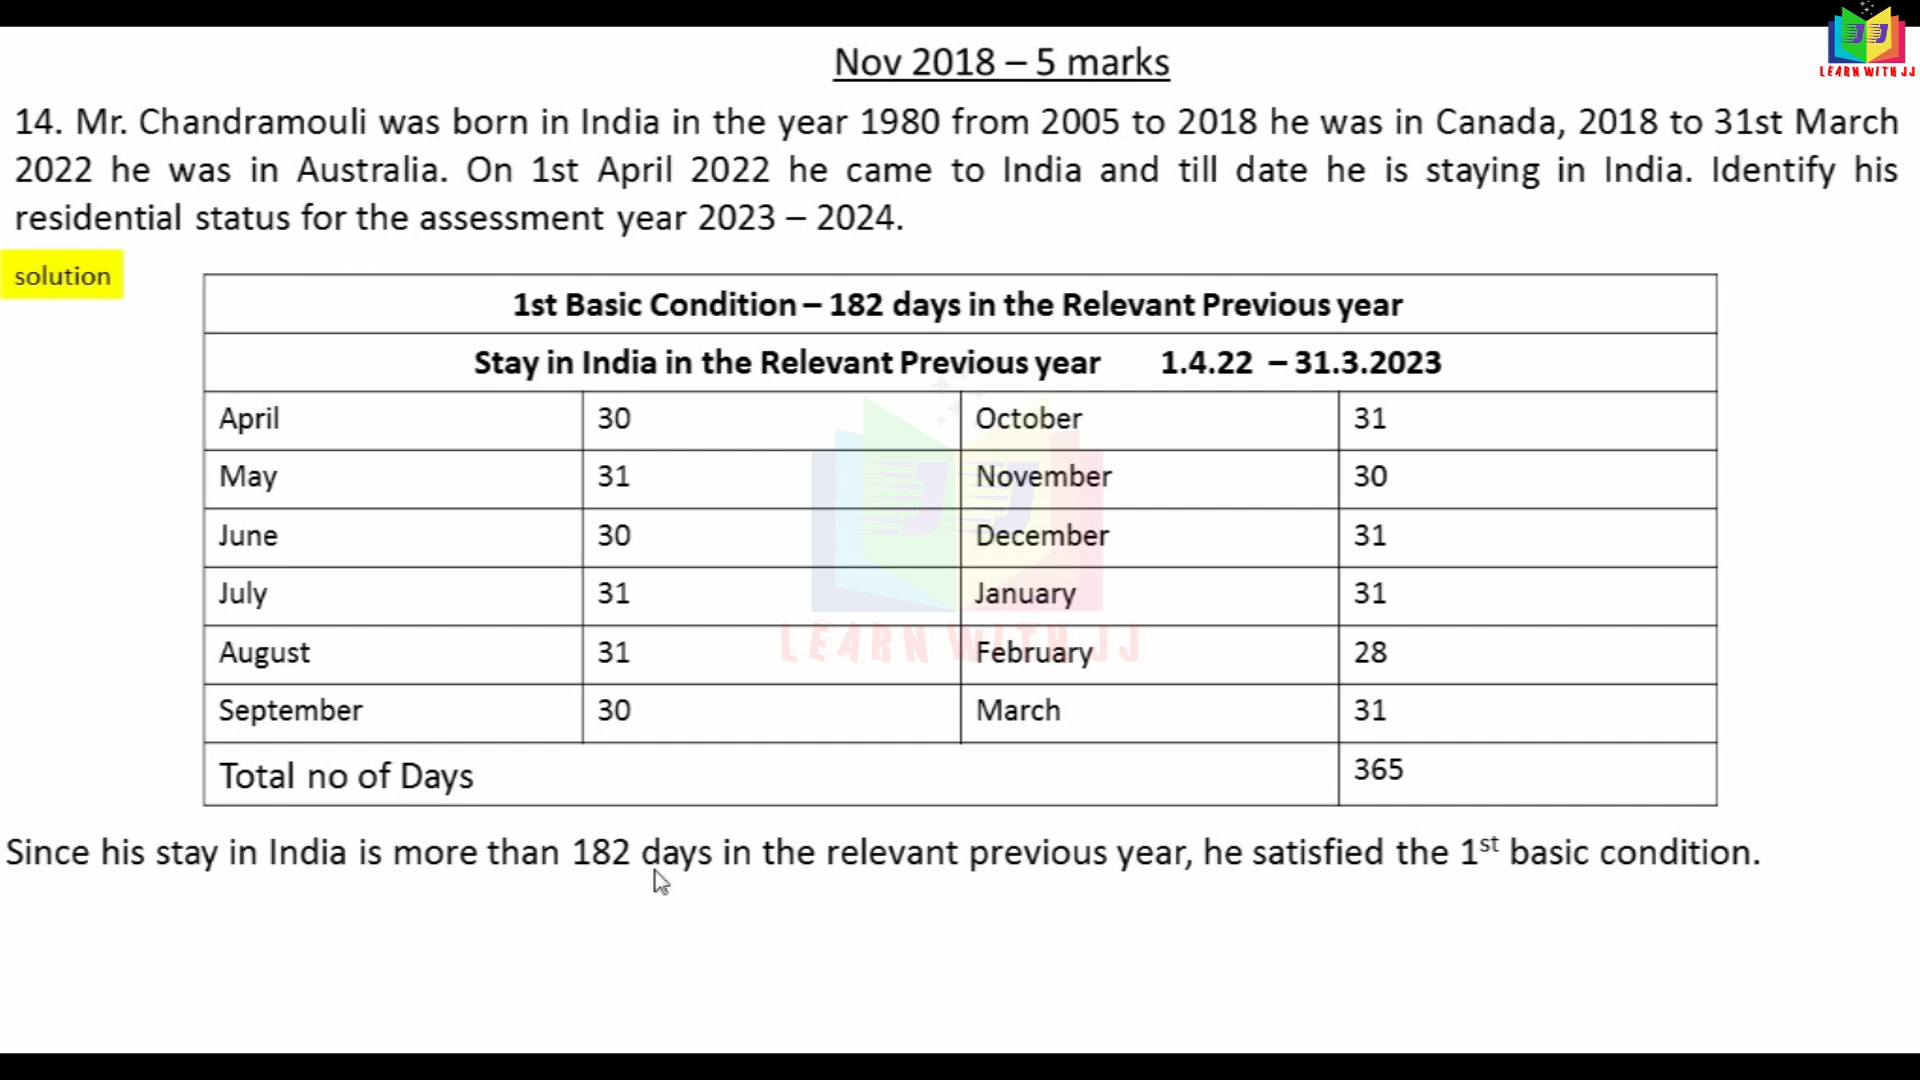 LEARN WITH JJ
Nov 2018 – 5 marks
14. Mr. Chandramouli was born in India in the year 1980 from 2005 to 2018 he was in Canada, 2018 to 31st March
2022 he was in Australia. On 1st April 2022 he came to India and till date he is staying in India. Identify his
residential status for the assessment year 2023 – 2024.
solution
1st Basic Condition – 182 days in the Relevant Previous year
Stay in India in the Relevant Previous year 1.4.22 – 31.3.2023
April 30 October 31
May 31 November 30
June 30 December 31
July 31 January 31
August 31 February 28
LEARN WITH JJ
September 30 March 31
Total no of Days 365
Since his stay in India is more than 182 days in the relevant previous year, he satisfied the 1st basic condition.